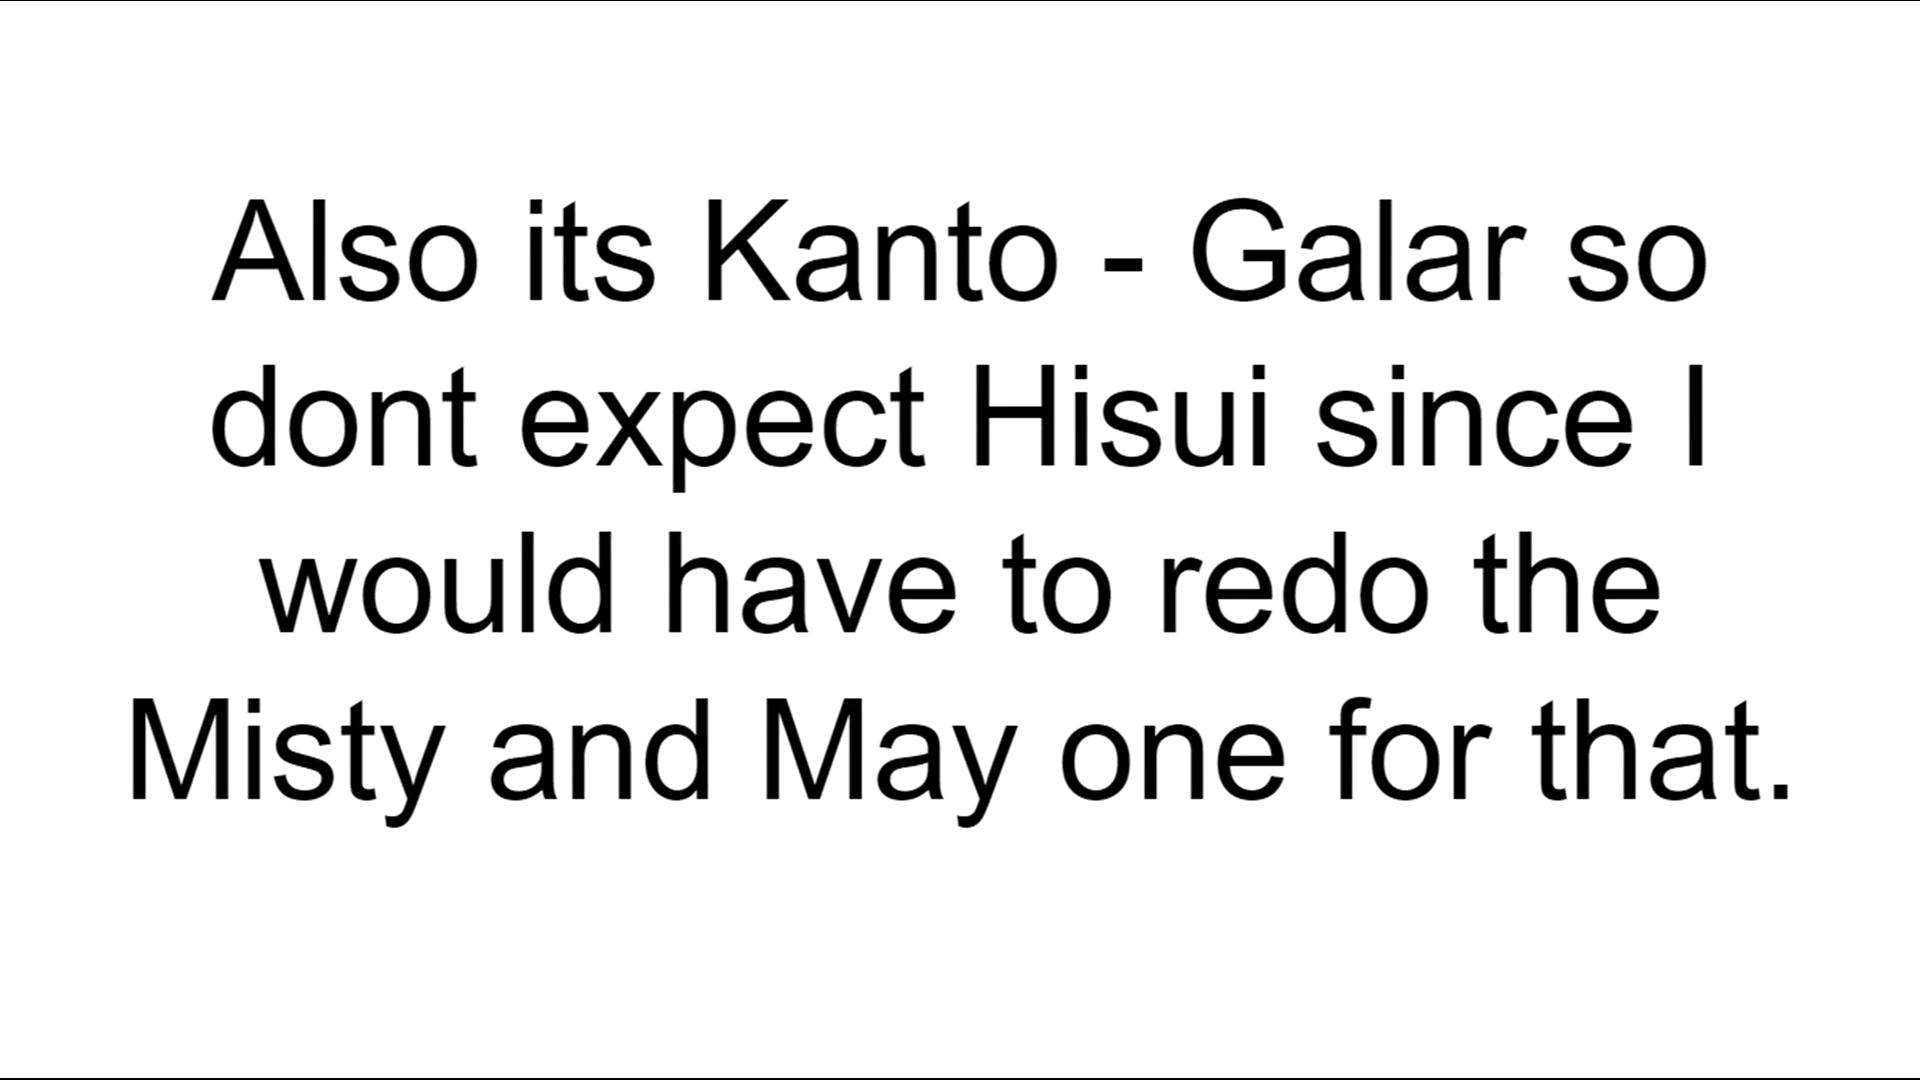 Also its Kanto - Galar so
dont expect Hisui since I
would have to redo the
Misty and May one for that.